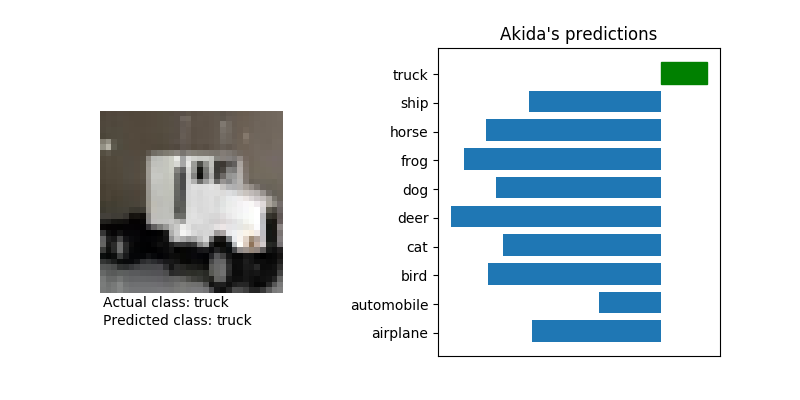 Akida's predictions
truck
ship
horse
frog
dog
deer
cat
bird
automobile
airplane
Actual class: truck
Predicted class: truck